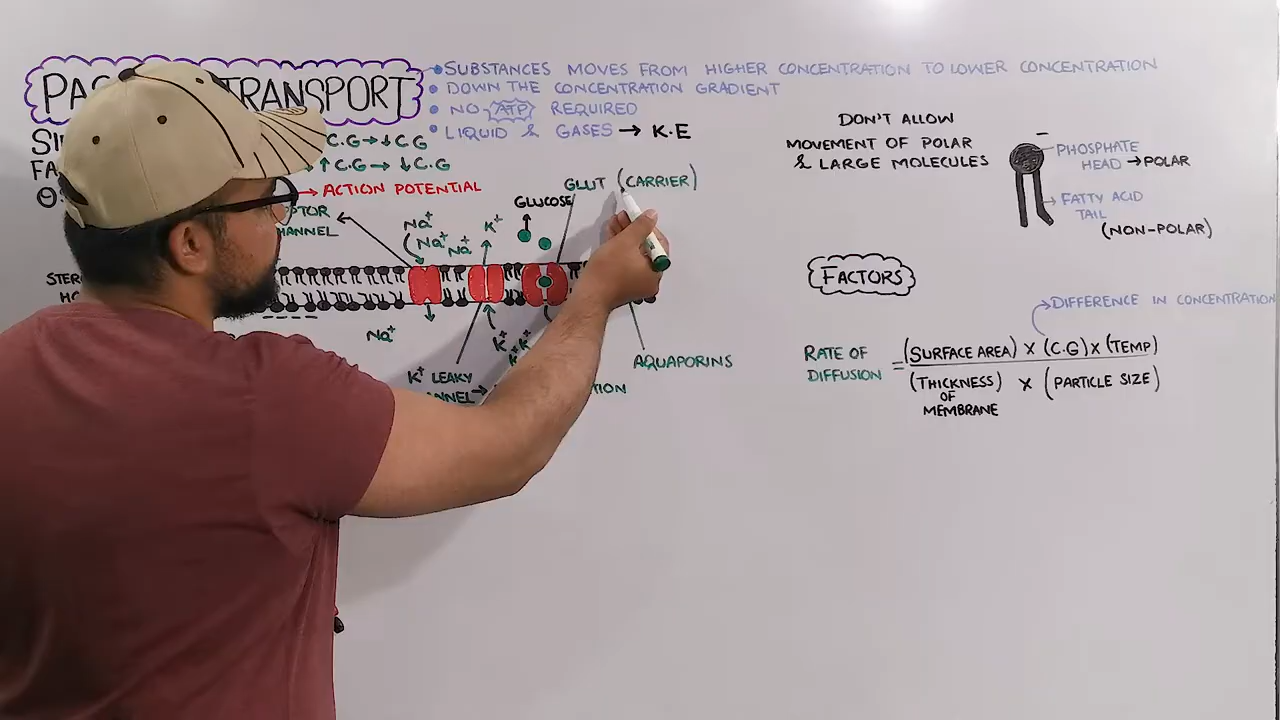 TRANSPORT
• SUBSTANCES MOVES FROM HIGHER CONCENTRATION TO LOWER CONCENTRATION
• DOWN THE CONCENTRATION GRADIENT
• NO ATP REQUIRED
• LIQUID & GASES → K.E
C.G → ↓ C G
↑ C.G → ↓ C.G
→ ACTION POTENTIAL
GLUT (CARRIER)
GLUCOSE
Na⁺
Na⁺
Na⁺
K⁺
Na⁺
K⁺
K⁺
K⁺ LEAKY
AQUAPORINS
DON'T ALLOW
MOVEMENT OF POLAR
& LARGE MOLECULES
−
PHOSPHATE
HEAD → POLAR
FATTY ACID
TAIL
(NON-POLAR)
FACTORS
DIFFERENCE IN CONCENTRATION
RATE OF
DIFFUSION
= (SURFACE AREA) X (C.G) X (TEMP)
(THICKNESS) X (PARTICLE SIZE)
OF
MEMBRANE